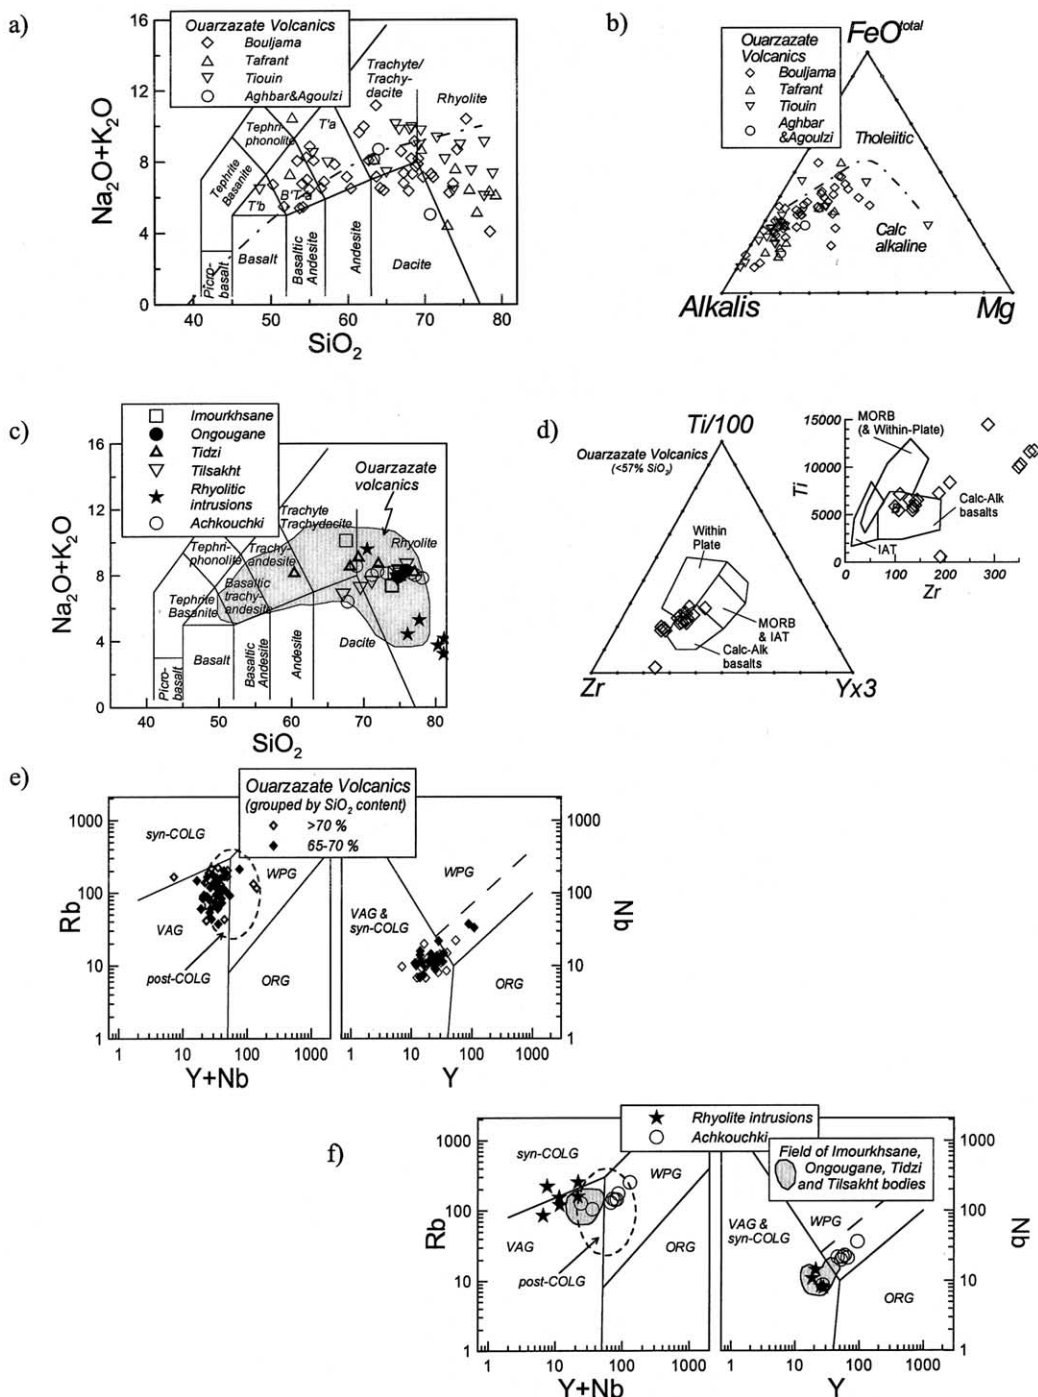 a)
Ouarzazate Volcanics
Bouljama
Tafrant
Tiouin
Aghbar&Agoulzi
Na2O+K2O
16
12
8
4
0
Trachyte/
Trachy-
dacite
Rhyolite
Tephri-
phonolite
T'a
Tephrite
Basanite
T'b
B'T'a
Picro-
basalt
Basalt
Basaltic
Andesite
Andesite
Dacite
40
50
60
70
80
SiO2
b)
FeO total
Ouarzazate
Volcanics
Bouljama
Tafrant
Tiouin
Aghbar
&Agoulzi
Tholeiitic
Calc
alkaline
Alkalis
Mg
c)
Imourkhsane
Ongougane
Tidzi
Tilsakht
Rhyolitic
intrusions
Achkouchki
Na2O+K2O
16
12
8
4
0
Ouarzazate
volcanics
Trachyte
Trachydacite
Rhyolite
Tephri-
phonolite
Trachy-
andesite
Tephrite
Basanite
Basaltic
trachy-
andesite
Picro-
basalt
Basalt
Basaltic
Andesite
Andesite
Dacite
40
50
60
70
80
SiO2
d)
Ti/100
Ouarzazate Volcanics
(<57% SiO2)
Within
Plate
MORB
& IAT
Calc-Alk
basalts
Zr
Yx3
Ti
15000
10000
5000
0
MORB
(& Within-Plate)
Calc-Alk
basalts
IAT
0
100
200
350
Zr
e)
Ouarzazate Volcanics
(grouped by SiO2 content)
>70 %
65-70 %
Rb
1000
100
10
1
syn-COLG
WPG
VAG
post-COLG
ORG
1
10
100
1000
Y+Nb
WPG
VAG &
syn-COLG
ORG
1
10
100
1000
Y
1000
100
10
1
Nb
f)
Rhyolite intrusions
Achkouchki
Field of Imourkhsane,
Ongougane, Tidzi
and Tilsakht bodies
Rb
1000
100
10
1
syn-COLG
WPG
VAG
post-COLG
ORG
1
10
100
1000
Y+Nb
VAG &
syn-COLG
WPG
ORG
1
10
100
1000
Y
1000
100
10
1
Nb